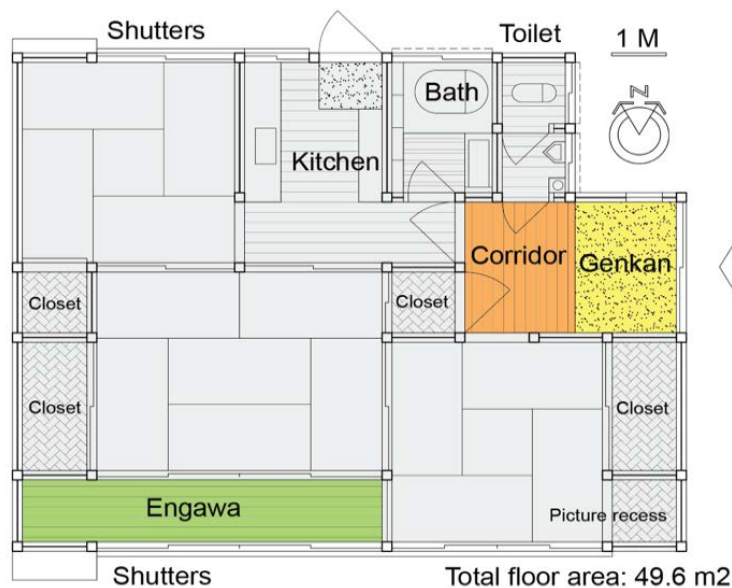 Shutters
Toilet
1 M
N
Bath
Kitchen
Corridor
Genkan
Closet
Closet
Closet
Closet
Engawa
Picture recess
Shutters
Total floor area: 49.6 m2